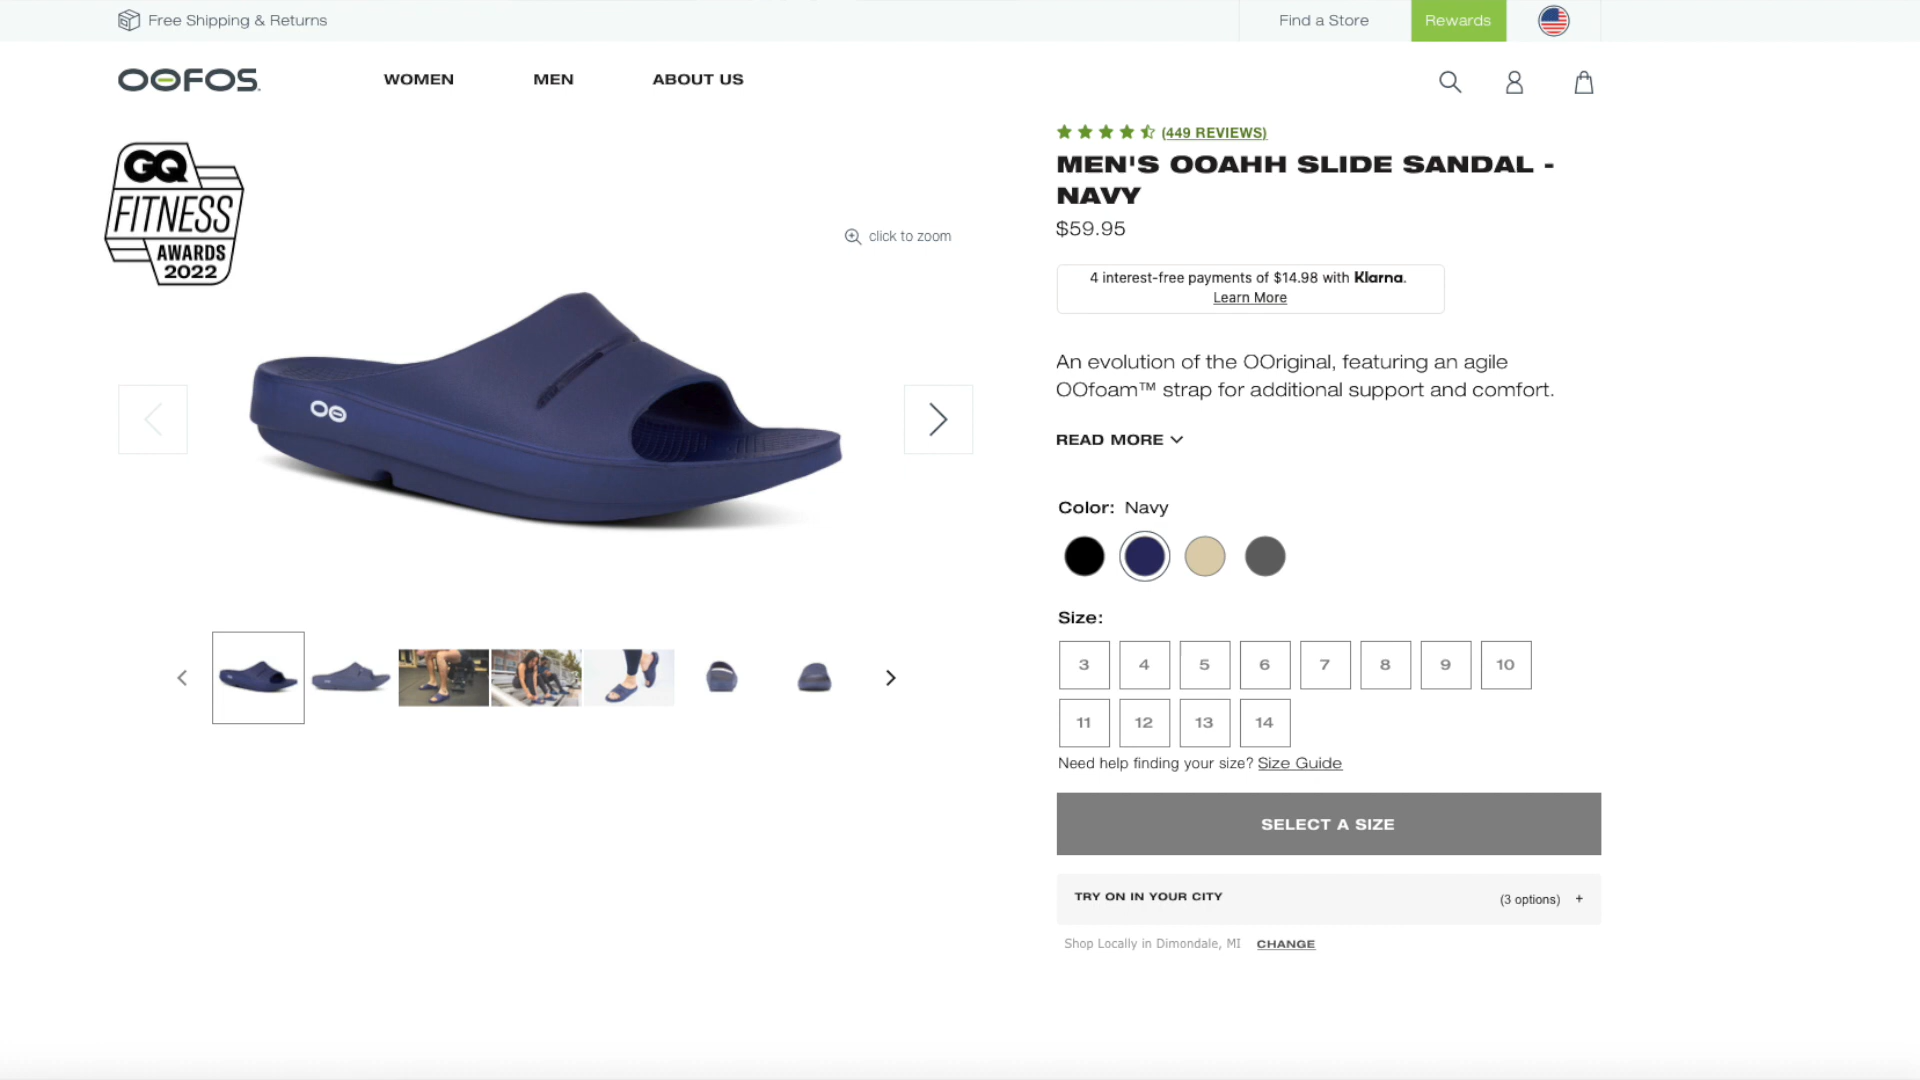 Free Shipping & Returns
Find a Store
Rewards
OOFOS
WOMEN
MEN
ABOUT US
GQ
FITNESS
AWARDS
2022
click to zoom
(449 REVIEWS)
MEN'S OOAHH SLIDE SANDAL -
NAVY
$59.95
4 interest-free payments of $14.98 with Klarna.
Learn More
An evolution of the OOriginal, featuring an agile
OOfoam™ strap for additional support and comfort.
READ MORE
Color: Navy
Size:
3 4 5 6 7 8 9 10
11 12 13 14
Need help finding your size? Size Guide
SELECT A SIZE
TRY ON IN YOUR CITY
(3 options) +
Shop Locally in Dimondale, MI CHANGE